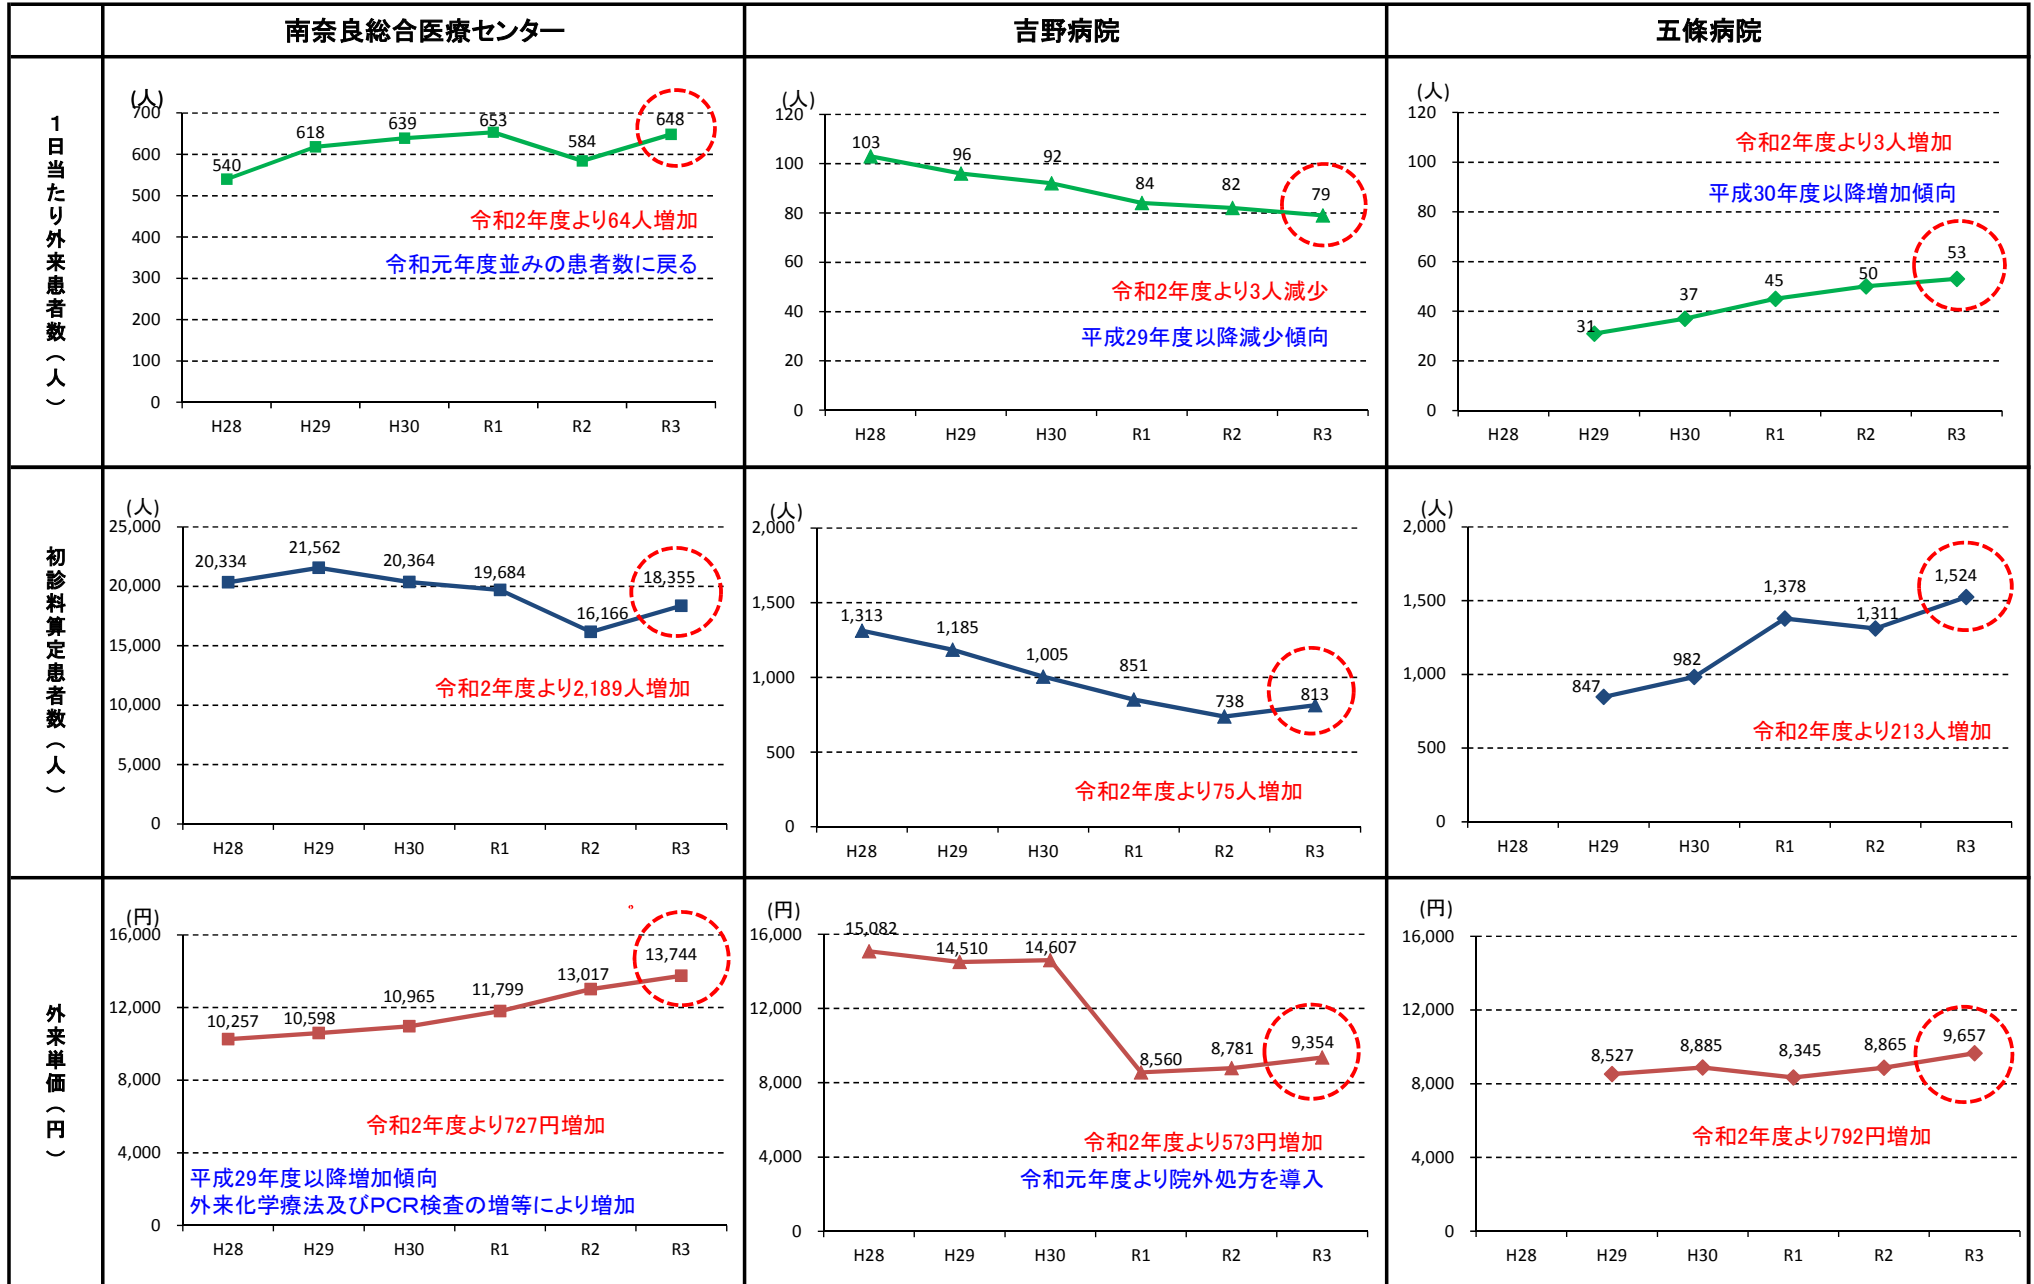 南奈良総合医療センター
吉野病院
五條病院
1日当たり外来患者数(人)
(人)
700
600
500
400
300
200
100
0
540
618
639
653
584
648
令和2年度より64人増加
令和元年度並みの患者数に戻る
H28 H29 H30 R1 R2 R3
(人)
120
100
80
60
40
20
0
103
96
92
84
82
79
令和2年度より3人減少
平成29年度以降減少傾向
H28 H29 H30 R1 R2 R3
(人)
120
100
80
60
40
20
0
令和2年度より3人増加
平成30年度以降増加傾向
31
37
45
50
53
H28 H29 H30 R1 R2 R3
初診料算定患者数(人)
(人)
25,000
20,000
15,000
10,000
5,000
0
20,334
21,562
20,364
19,684
16,166
18,355
令和2年度より2,189人増加
H28 H29 H30 R1 R2 R3
(人)
2,000
1,500
1,000
500
0
1,313
1,185
1,005
851
738
813
令和2年度より75人増加
H28 H29 H30 R1 R2 R3
(人)
2,000
1,500
1,000
500
0
847
982
1,378
1,311
1,524
令和2年度より213人増加
H28 H29 H30 R1 R2 R3
外来単価(円)
(円)
16,000
12,000
8,000
4,000
0
10,257
10,598
10,965
11,799
13,017
13,744
令和2年度より727円増加
平成29年度以降増加傾向
外来化学療法及びPCR検査の増等により増加
H28 H29 H30 R1 R2 R3
(円)
16,000
12,000
8,000
4,000
0
15,082
14,510
14,607
8,560
8,781
9,354
令和2年度より573円増加
令和元年度より院外処方を導入
H28 H29 H30 R1 R2 R3
(円)
16,000
12,000
8,000
4,000
0
8,527
8,885
8,345
8,865
9,657
令和2年度より792円増加
H28 H29 H30 R1 R2 R3